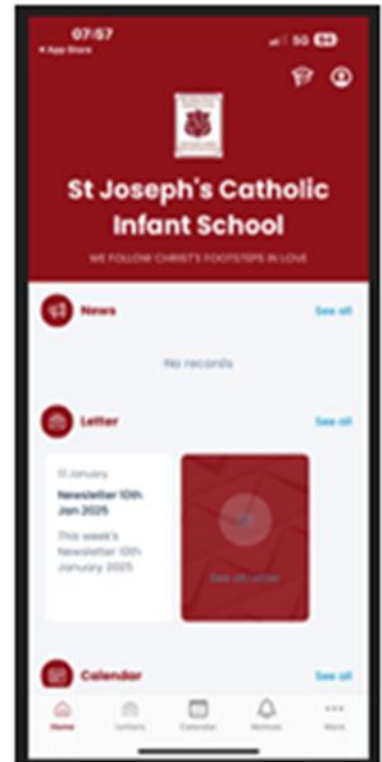 07:57
App Store
5G
St Joseph's Catholic
Infant School
WE FOLLOW CHRIST'S FOOTSTEPS IN LOVE
News
See all
No records
Letter
See all
13 January
Newsletter 10th
Jan 2025
This week's
Newsletter 10th
January 2025
See all
Calendar
See all
Home
Letters
Calendar
Notices
More